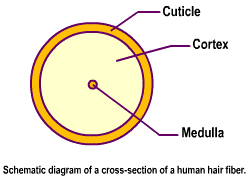 Cuticle
Cortex
Medulla
Schematic diagram of a cross-section of a human hair fiber.